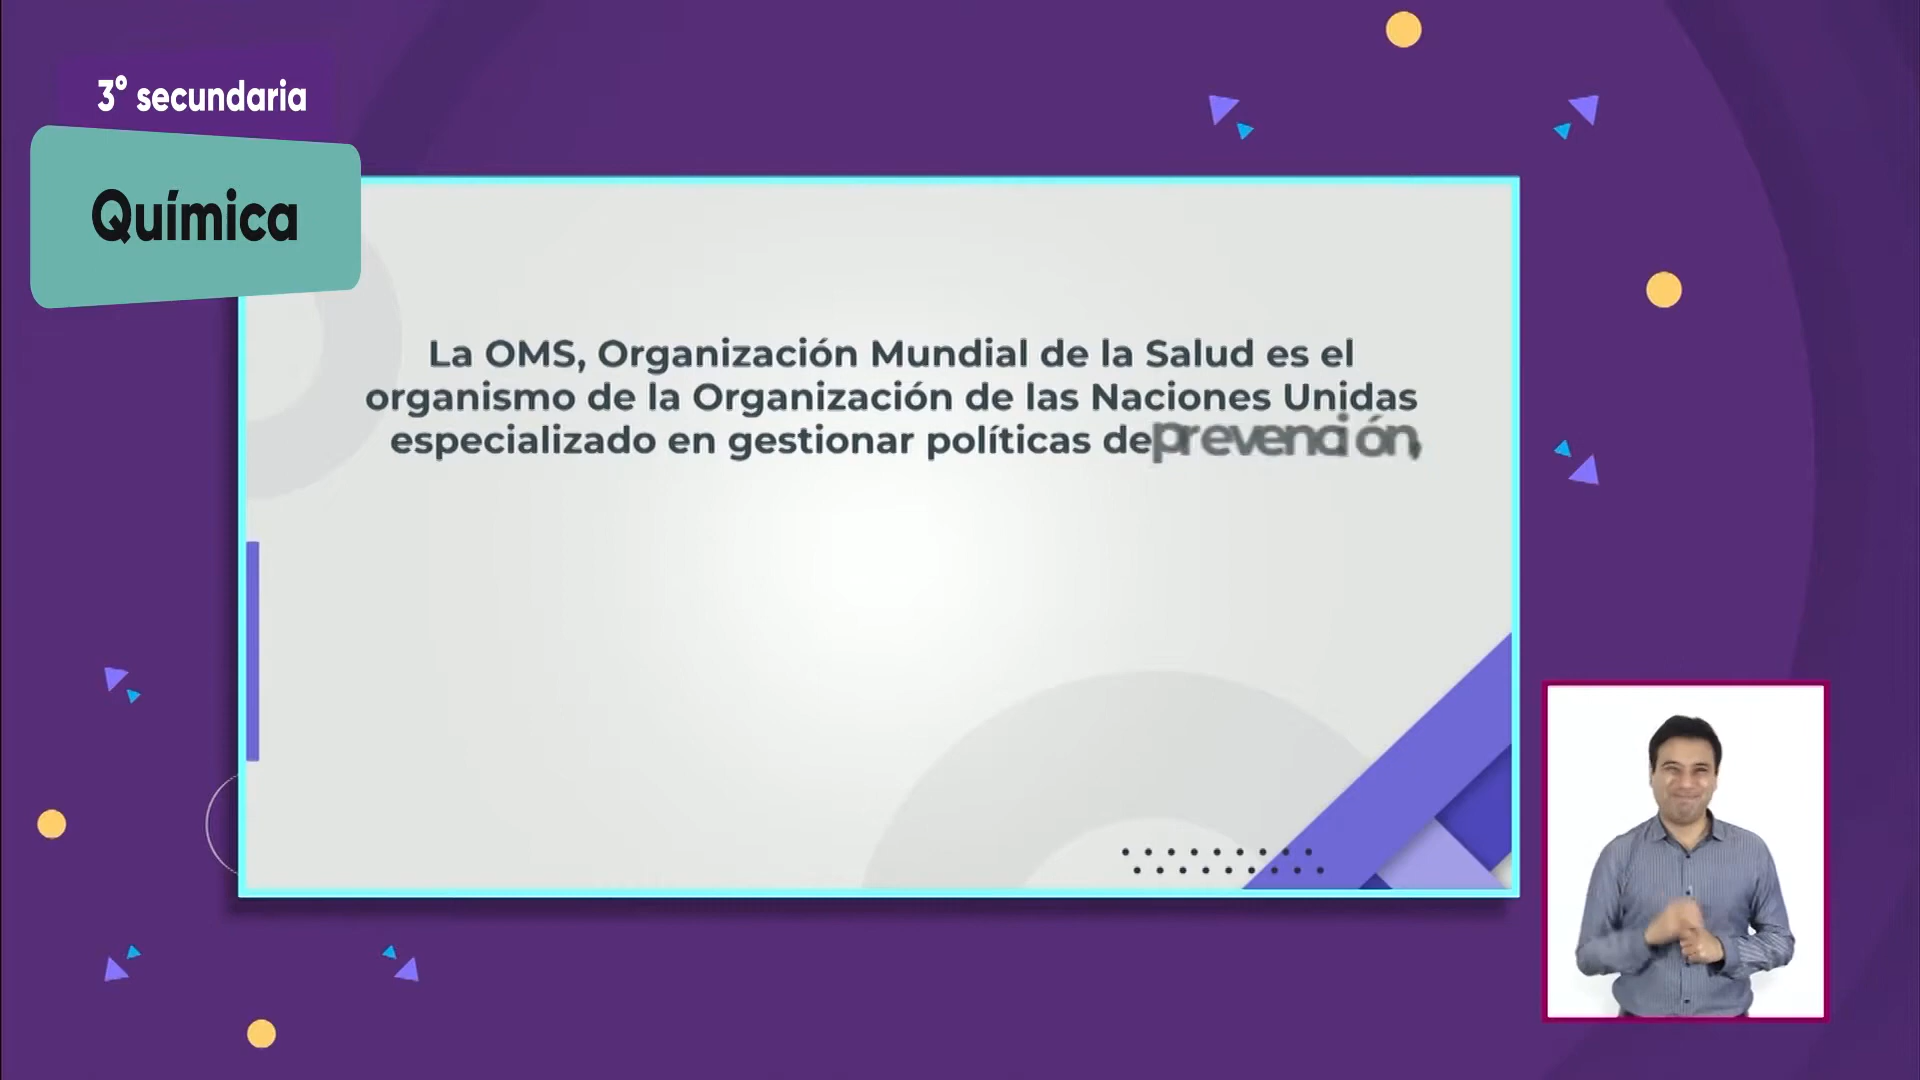 3º secundaria
Química
La OMS, Organización Mundial de la Salud es el
organismo de la Organización de las Naciones Unidas
especializado en gestionar políticas de prevención,